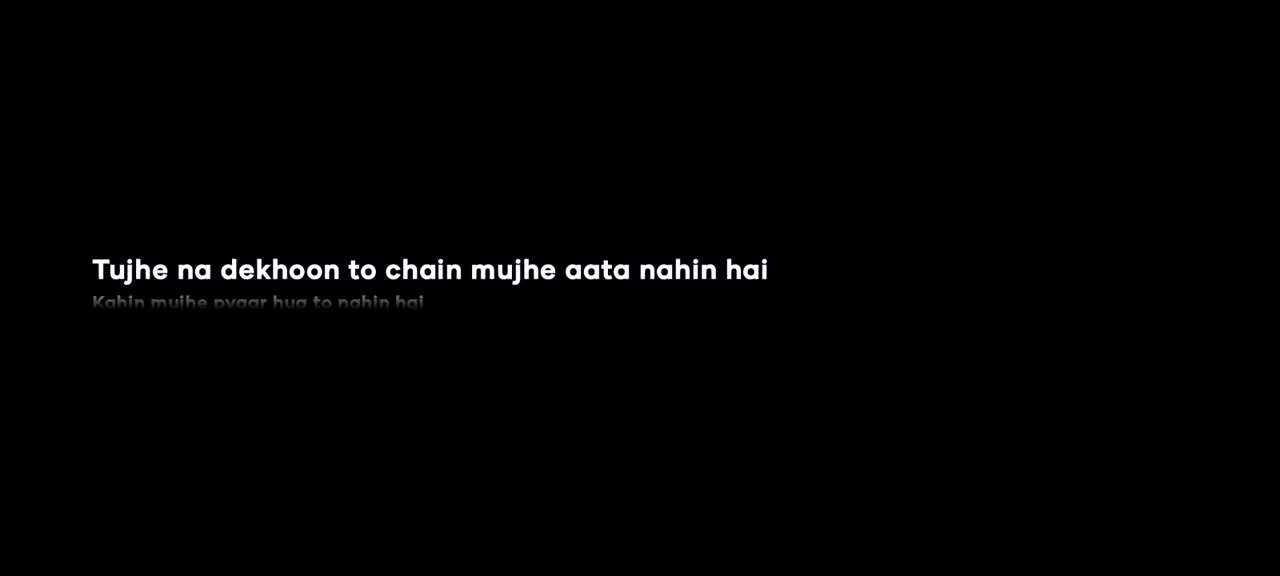 Tujhe na dekhoon to chain mujhe aata nahin hai
Kahin mujhe pyaar hua to nahin hai